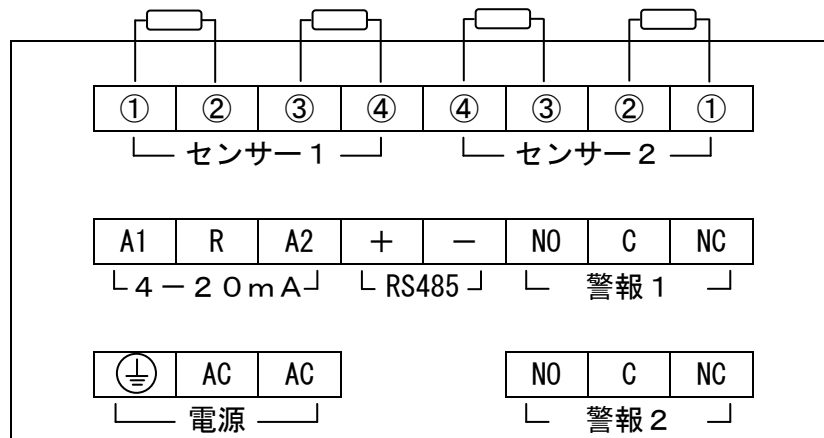 ① ② ③ ④ ④ ③ ② ①
センサー1 センサー2
A1 R A2 + − NO C NC
4−20mA RS485 警報1
AC AC NO C NC
電源 警報2